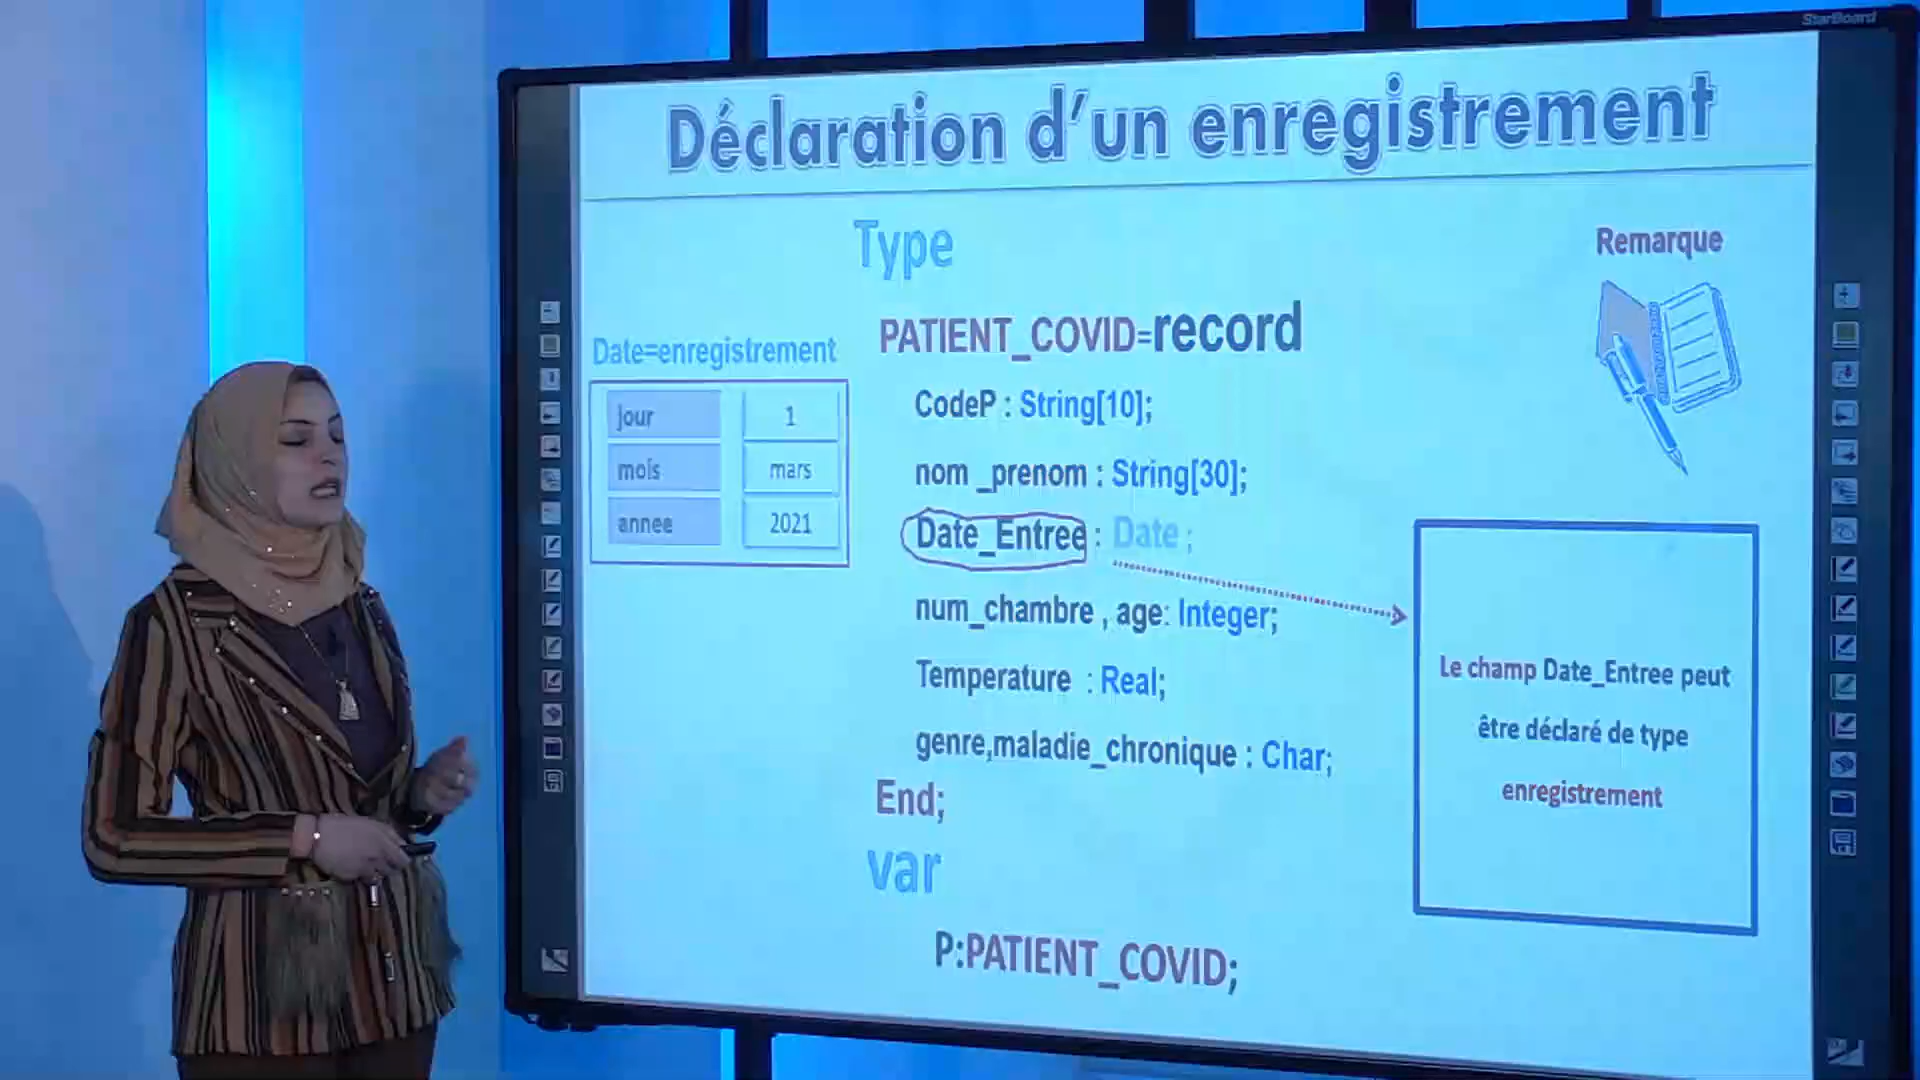 StarBoard
Déclaration d'un enregistrement
Type
Remarque
PATIENT_COVID=record
Date=enregistrement
jour 1
mois mars
annee 2021
CodeP : String[10];
nom _prenom : String[30];
Date_Entree : Date ;
num_chambre , age: Integer;
Temperature : Real;
genre,maladie_chronique : Char;
End;
var
P:PATIENT_COVID;
Le champ Date_Entree peut
être déclaré de type
enregistrement